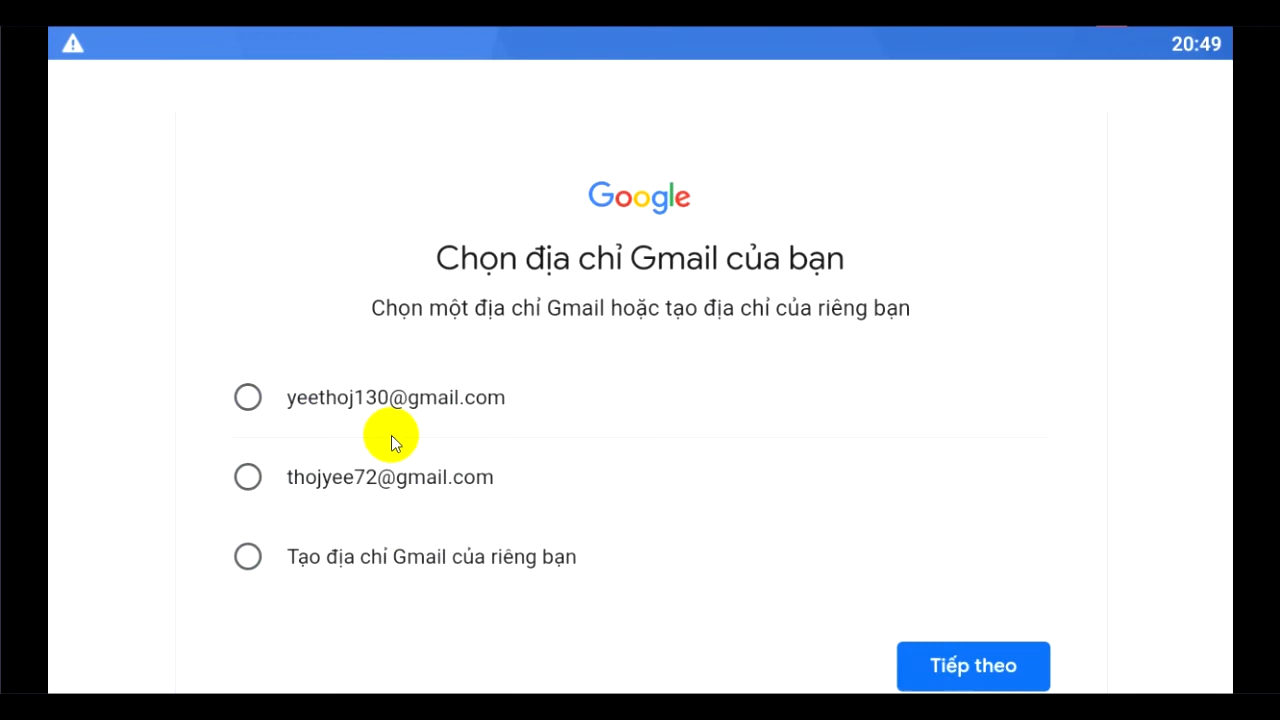 20:49
Google
Chọn địa chỉ Gmail của bạn
Chọn một địa chỉ Gmail hoặc tạo địa chỉ của riêng bạn
yeethoj130@gmail.com
thojyee72@gmail.com
Tạo địa chỉ Gmail của riêng bạn
Tiếp theo